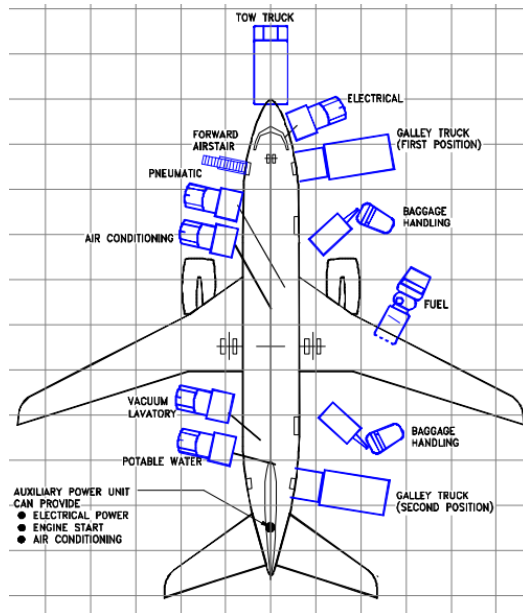 TOW TRUCK
ELECTRICAL
FORWARD
AIRSTAIR
GALLEY TRUCK
(FIRST POSITION)
PNEUMATIC
BAGGAGE
HANDLING
AIR CONDITIONING
FUEL
VACUUM
LAVATORY
BAGGAGE
HANDLING
POTABLE WATER
AUXILIARY POWER UNIT
CAN PROVIDE
● ELECTRICAL POWER
● ENGINE START
● AIR CONDITIONING
GALLEY TRUCK
(SECOND POSITION)